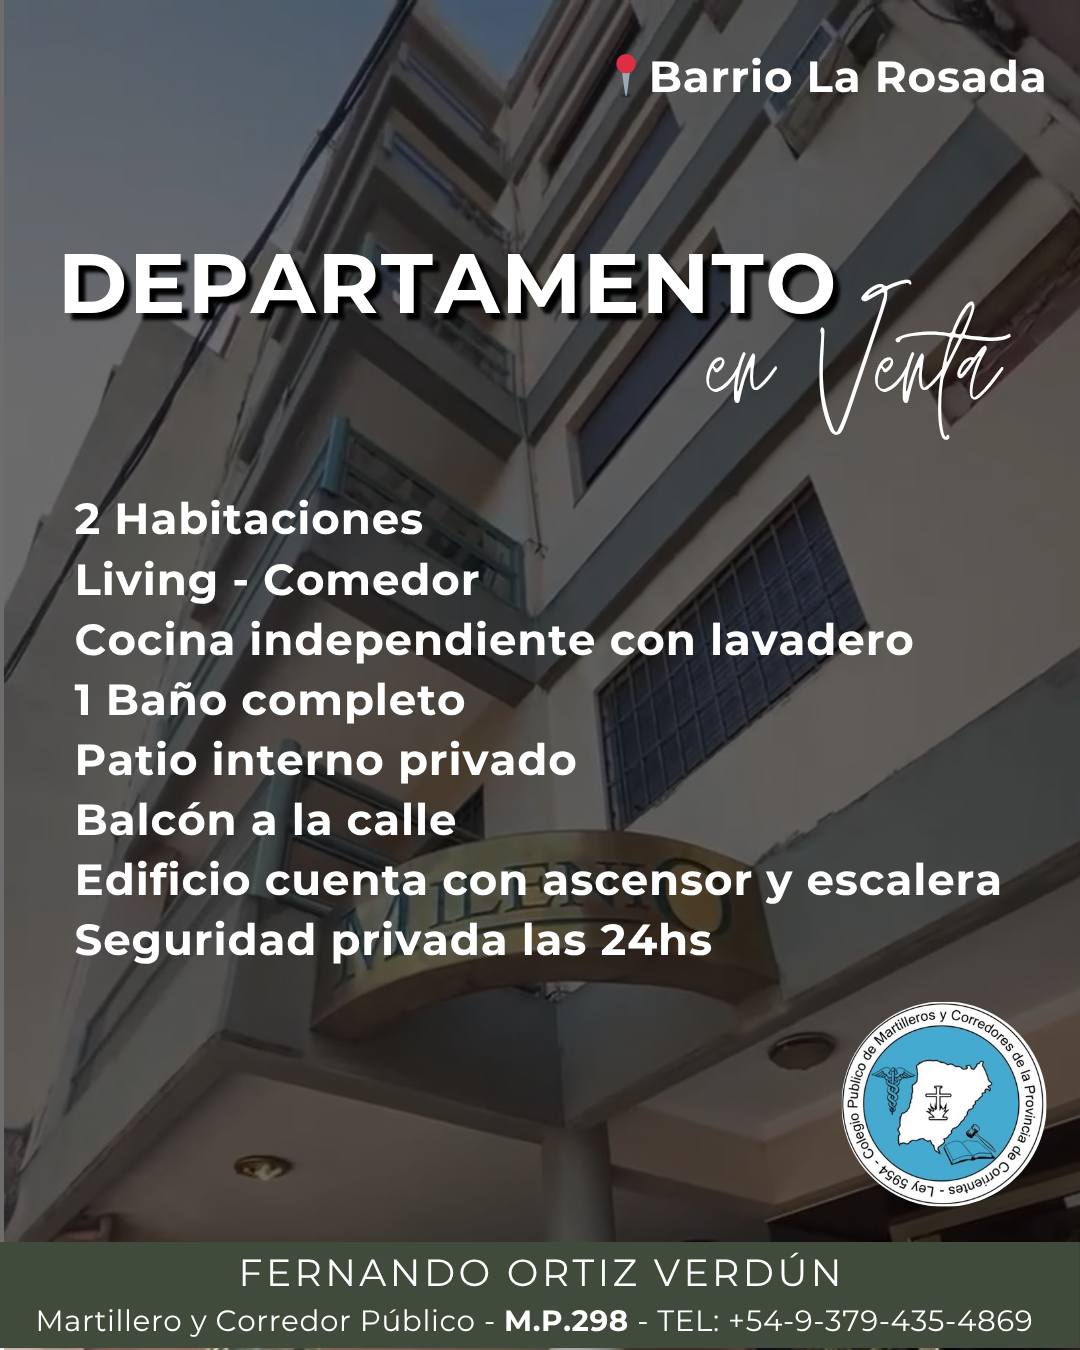 Barrio La Rosada
DEPARTAMENTO
en Venta
2 Habitaciones
Living - Comedor
Cocina independiente con lavadero
1 Baño completo
Patio interno privado
Balcón a la calle
Edificio cuenta con ascensor y escalera
Seguridad privada las 24hs
MILENIO
Colegio Publico de Martilleros y Corredores de la Provincia de Corrientes - Ley 5954 -
FERNANDO ORTIZ VERDÚN
Martillero y Corredor Público - M.P.298 - TEL: +54-9-379-435-4869